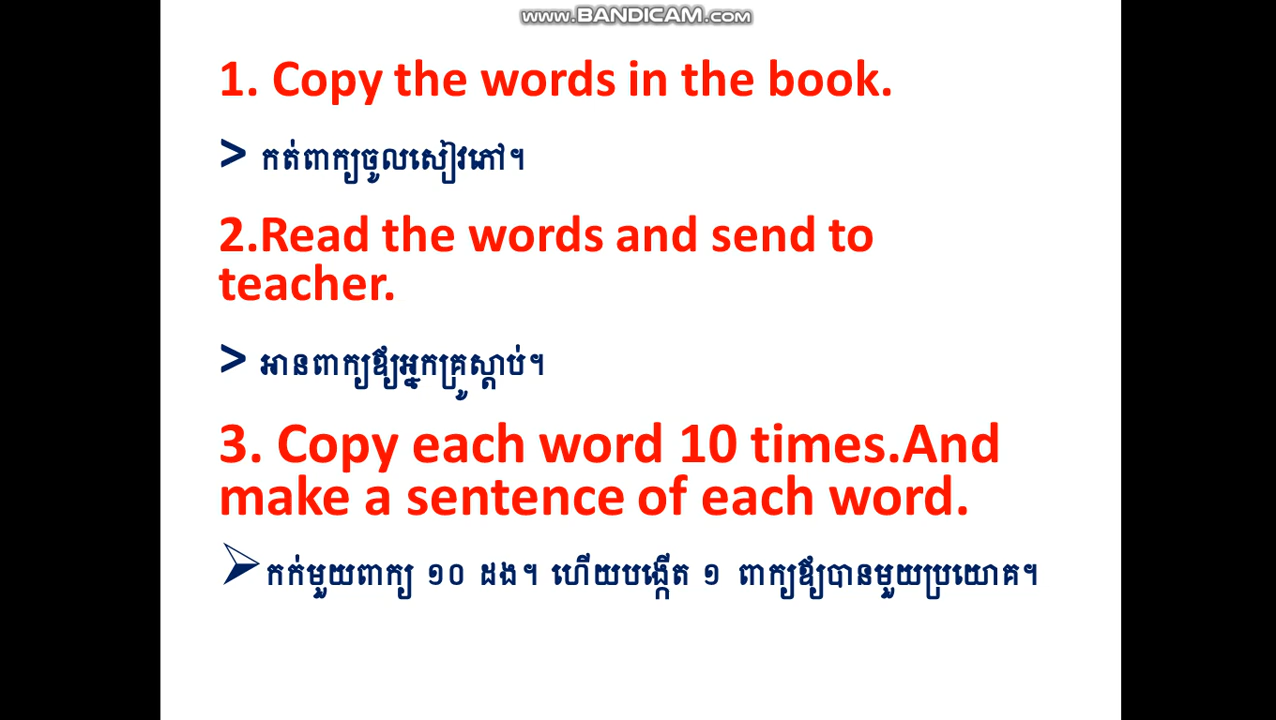 www.BANDICAM.com
1. Copy the words in the book.
> កត់ពាក្យចូលសៀវភៅ។
2.Read the words and send to
teacher.
> អានពាក្យឪ្យអ្នកគ្រូស្ដាប់។
3. Copy each word 10 times.And
make a sentence of each word.
➢ កក់មួយពាក្យ ១០ ដង។ ហើយបង្កើត ១ ពាក្យឪ្យបានមួយប្រយោគ។